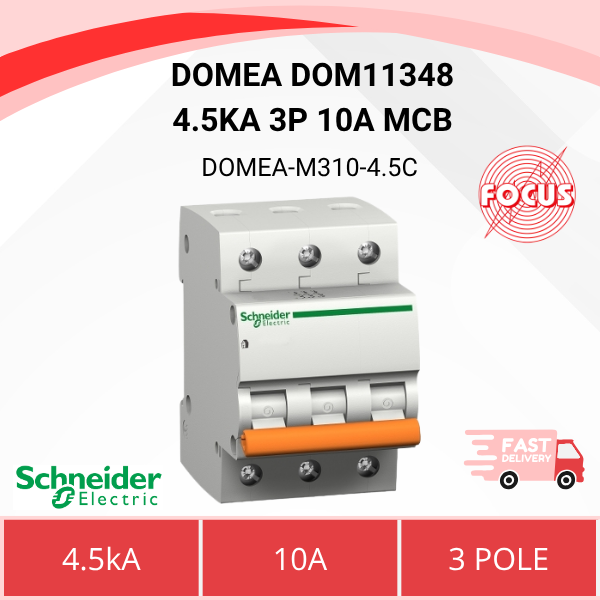 DOMEA DOM11348
4.5KA 3P 10A MCB
DOMEA-M310-4.5C
FOCUS
Schneider
Electric
FAST
DELIVERY
Schneider
Electric
4.5kA
10A
3 POLE